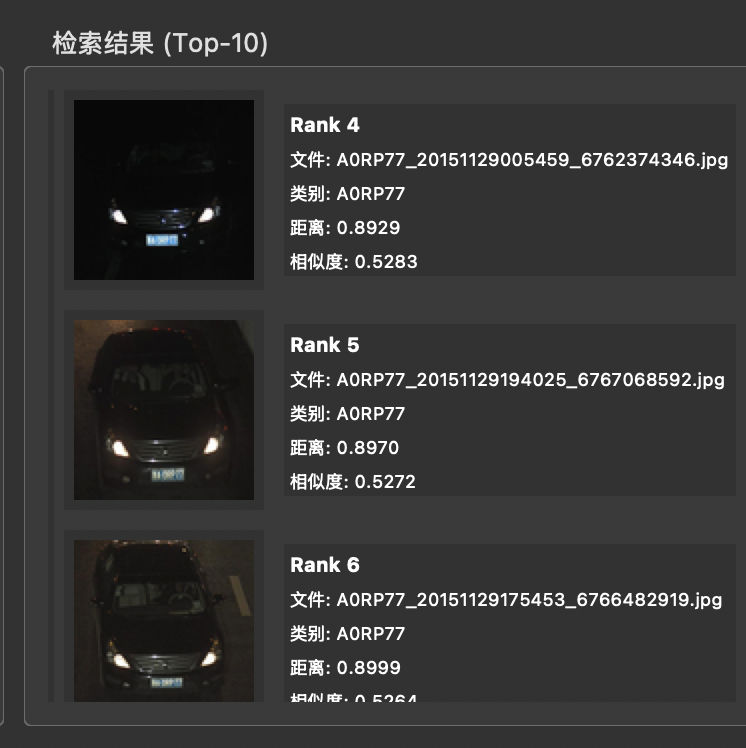 检索结果 (Top-10)
Rank 4
文件: A0RP77_20151129005459_6762374346.jpg
类别: A0RP77
距离: 0.8929
相似度: 0.5283
Rank 5
文件: A0RP77_20151129194025_6767068592.jpg
类别: A0RP77
距离: 0.8970
相似度: 0.5272
Rank 6
文件: A0RP77_20151129175453_6766482919.jpg
类别: A0RP77
距离: 0.8999
相似度: 0.5264